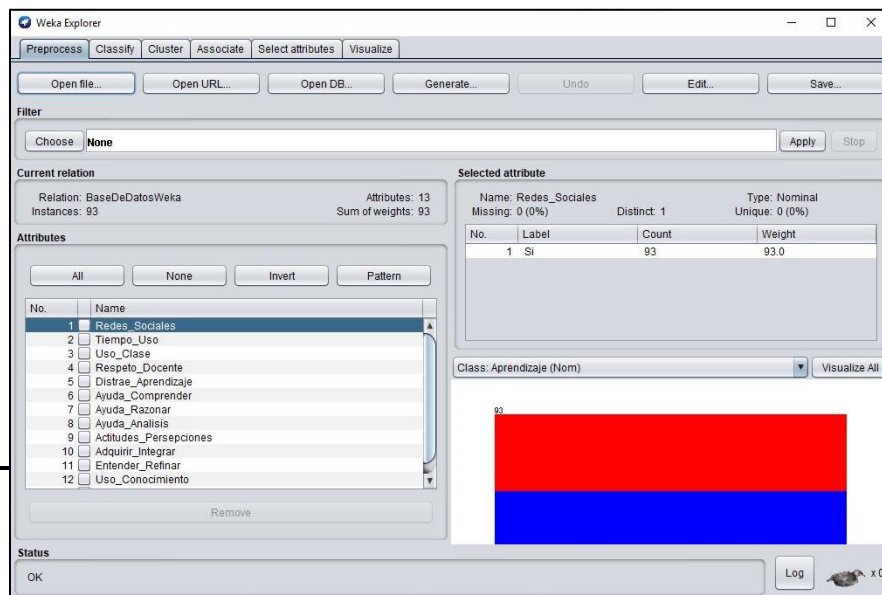 Weka Explorer
Preprocess Classify Cluster Associate Select attributes Visualize
Open file... Open URL... Open DB... Generate... Undo Edit... Save...
Filter
Choose None Apply Stop
Current relation
Relation: BaseDeDatosWeka Attributes: 13
Instances: 93 Sum of weights: 93
Attributes
All None Invert Pattern
No. Name
1 Redes_Sociales
2 Tiempo_Uso
3 Uso_Clase
4 Respeto_Docente
5 Distrae_Aprendizaje
6 Ayuda_Comprender
7 Ayuda_Razonar
8 Ayuda_Analisis
9 Actitudes_Persepciones
10 Adquirir_Integrar
11 Entender_Refinar
12 Uso_Conocimiento
Remove
Selected attribute
Name: Redes_Sociales Type: Nominal
Missing: 0 (0%) Distinct: 1 Unique: 0 (0%)
No. Label Count Weight
1 Si 93 93.0
Class: Aprendizaje (Nom) Visualize All
93
Status
OK
Log x 0